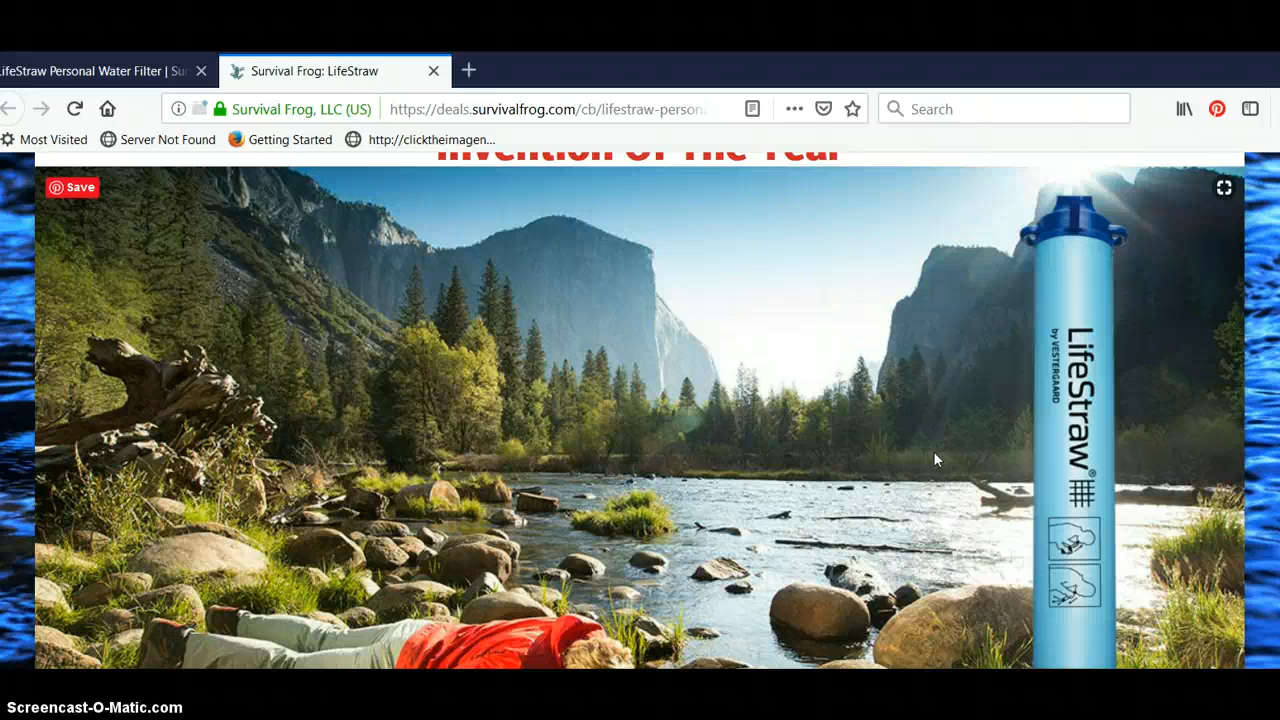 LifeStraw Personal Water Filter | Su
Survival Frog: LifeStraw
Survival Frog, LLC (US)
https://deals.survivalfrog.com/cb/lifestraw-person
Search
Most Visited
Server Not Found
Getting Started
http://clicktheimagen...
Invention Of The Year
Save
LifeStraw®
by VESTERGAARD
Screencast-O-Matic.com